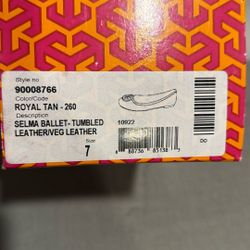 Style no
90008766
Color/Code
ROYAL TAN - 260
Description
SELMA BALLET- TUMBLED
LEATHER/VEG LEATHER
Size
7
10922
DO